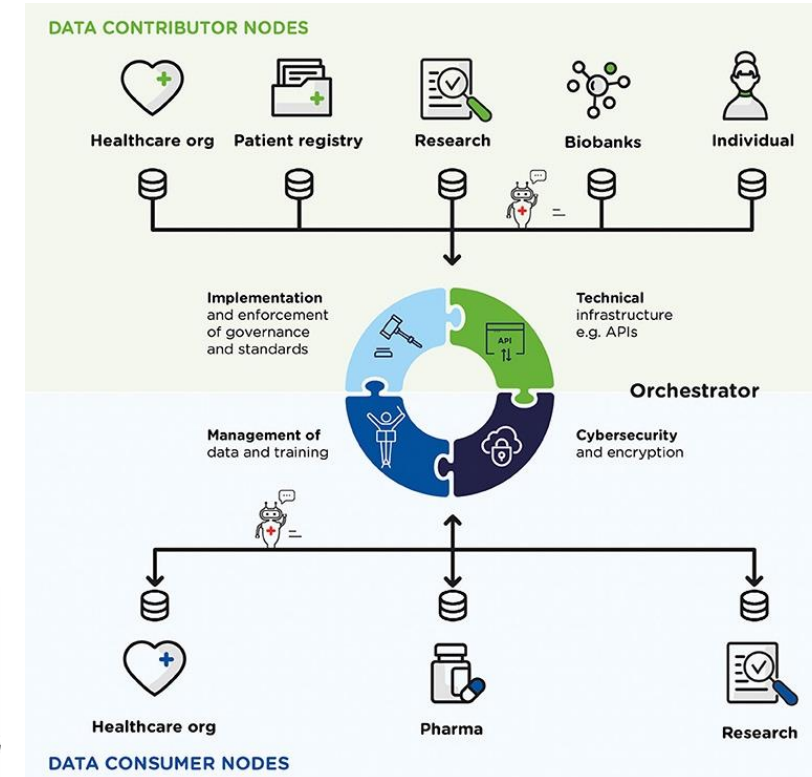 DATA CONTRIBUTOR NODES
Healthcare org
Patient registry
Research
Biobanks
Individual
Implementation
and enforcement
of governance
and standards
Technical
infrastructure
e.g. APIs
API
Orchestrator
Management of
data and training
Cybersecurity
and encryption
Healthcare org
Pharma
Research
DATA CONSUMER NODES